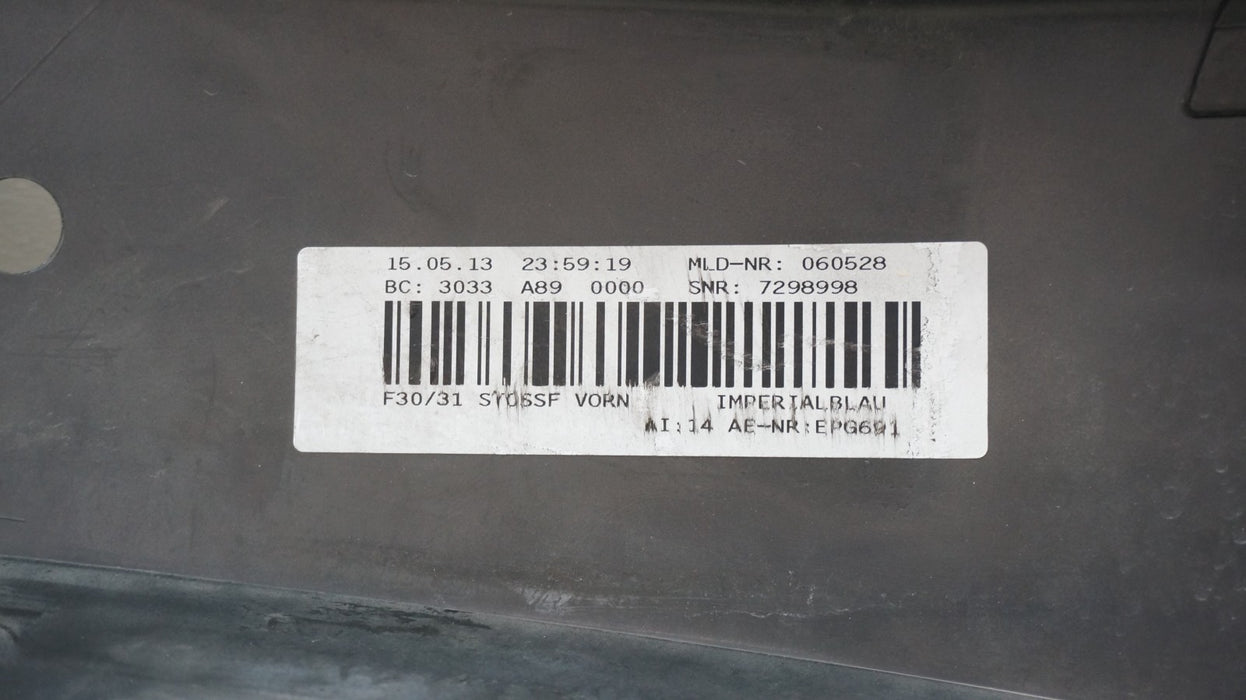 15.05.13 23:59:19 MLD-NR: 060528
BC: 3033 A89 0000 SNR: 7298998
F30/31 STOSSF VORN IMPERIALBLAU
AI:14 AE-NR:EPG691